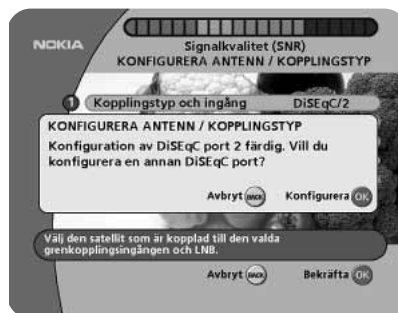 NOKIA
Signalkvalitet (SNR)
KONFIGURERA ANTENN / KOPPLINGSTYP
1 Kopplingstyp och ingång DiSEqC/2
KONFIGURERA ANTENN / KOPPLINGSTYP
Konfiguration av DiSEqC port 2 färdig. Vill du
konfigurera en annan DiSEqC port?
Avbryt BACK Konfigurera OK
Välj den satellit som är kopplad till den valda
grenkopplingsingången och LNB.
Avbryt BACK Bekräfta OK